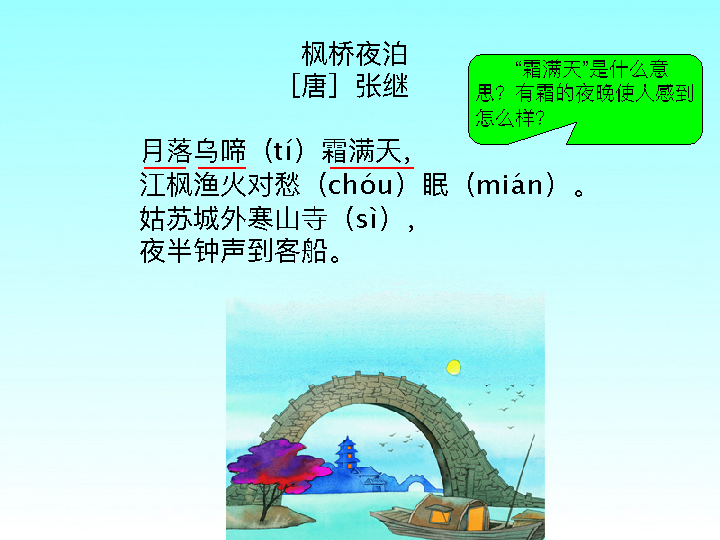 枫桥夜泊
［唐］张继
“霜满天”是什么意
思？有霜的夜晚使人感到
怎么样？
月落乌啼（tí）霜满天，
江枫渔火对愁（chóu）眠（mián）。
姑苏城外寒山寺（sì），
夜半钟声到客船。